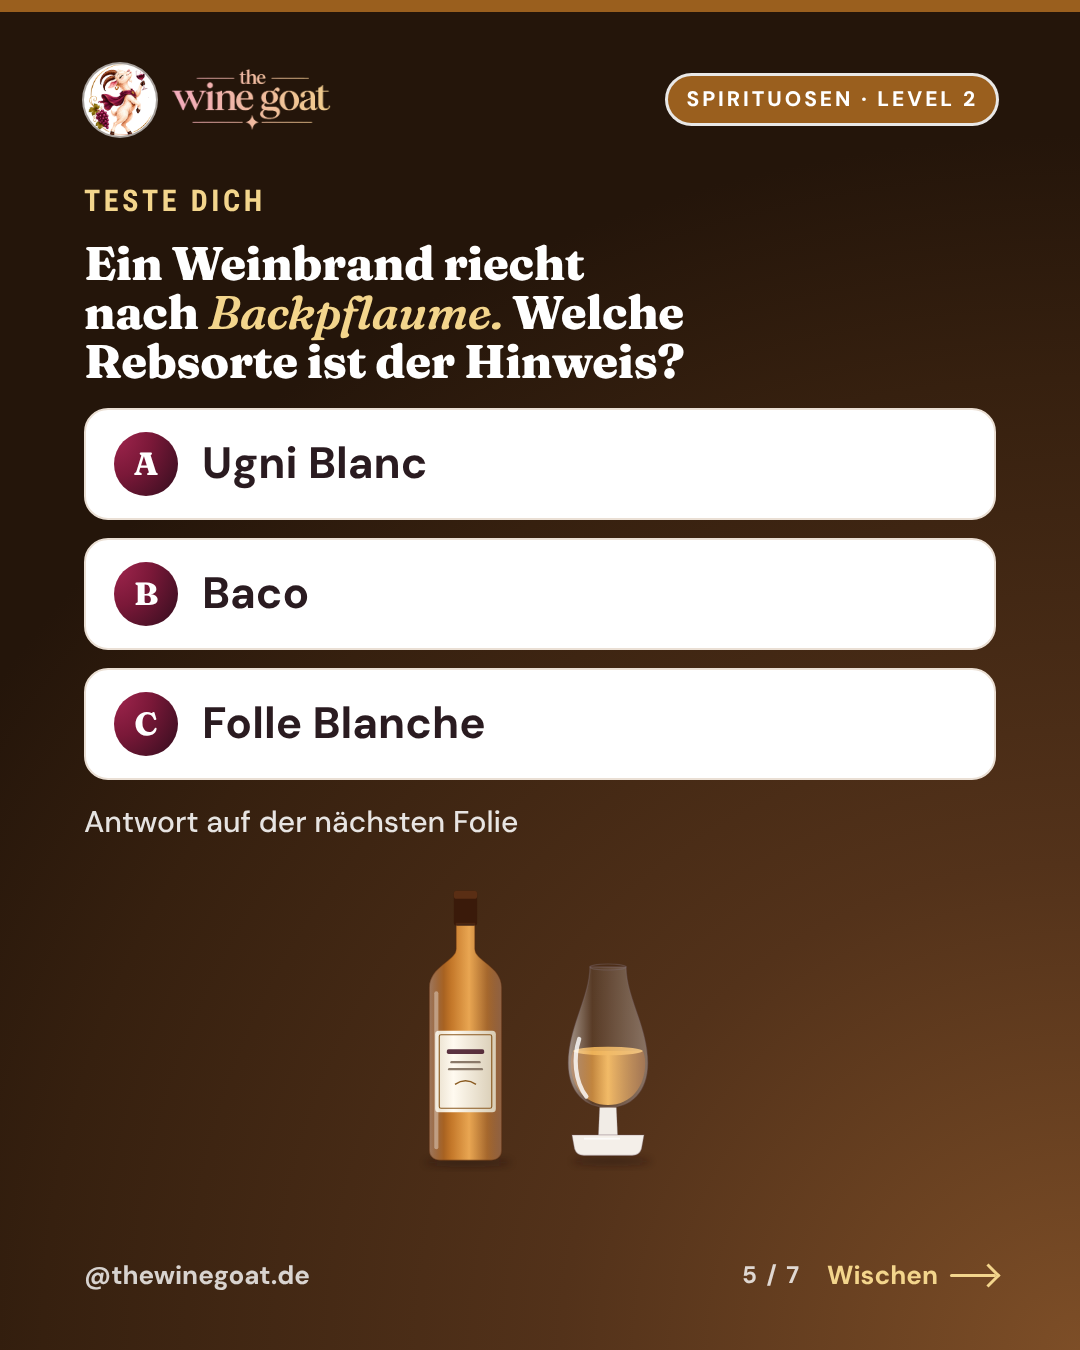 the
wine goat
SPIRITUOSEN · LEVEL 2
TESTE DICH
Ein Weinbrand riecht
nach Backpflaume. Welche
Rebsorte ist der Hinweis?
A Ugni Blanc
B Baco
C Folle Blanche
Antwort auf der nächsten Folie
@thewinegoat.de
5 / 7 Wischen